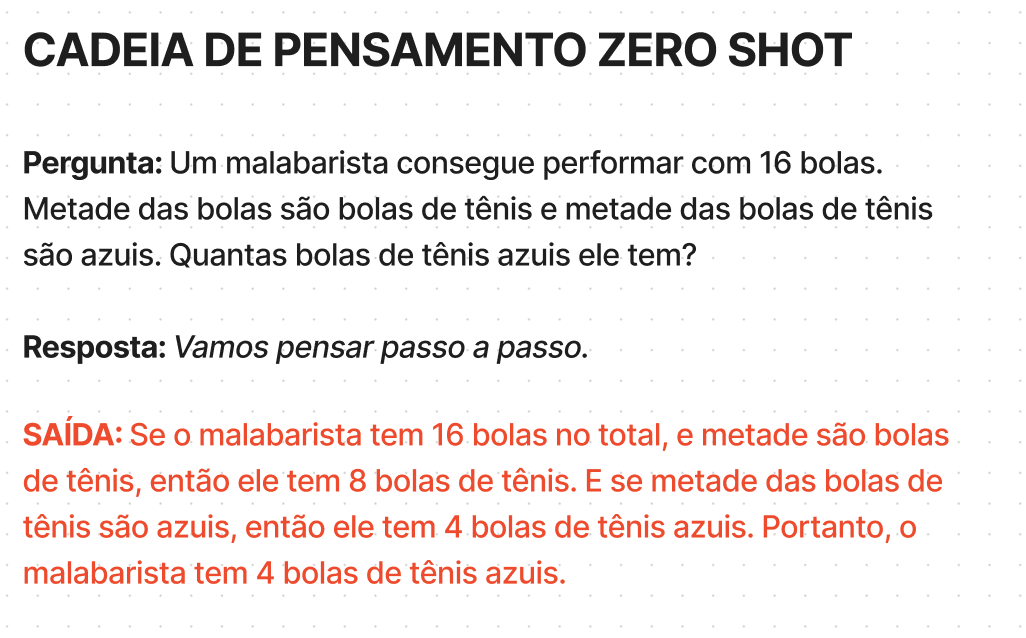 CADEIA DE PENSAMENTO ZERO SHOT
Pergunta: Um malabarista consegue performar com 16 bolas.
Metade das bolas são bolas de tênis e metade das bolas de tênis
são azuis. Quantas bolas de tênis azuis ele tem?
Resposta: Vamos pensar passo a passo.
SAÍDA: Se o malabarista tem 16 bolas no total, e metade são bolas
de tênis, então ele tem 8 bolas de tênis. E se metade das bolas de
tênis são azuis, então ele tem 4 bolas de tênis azuis. Portanto, o
malabarista tem 4 bolas de tênis azuis.